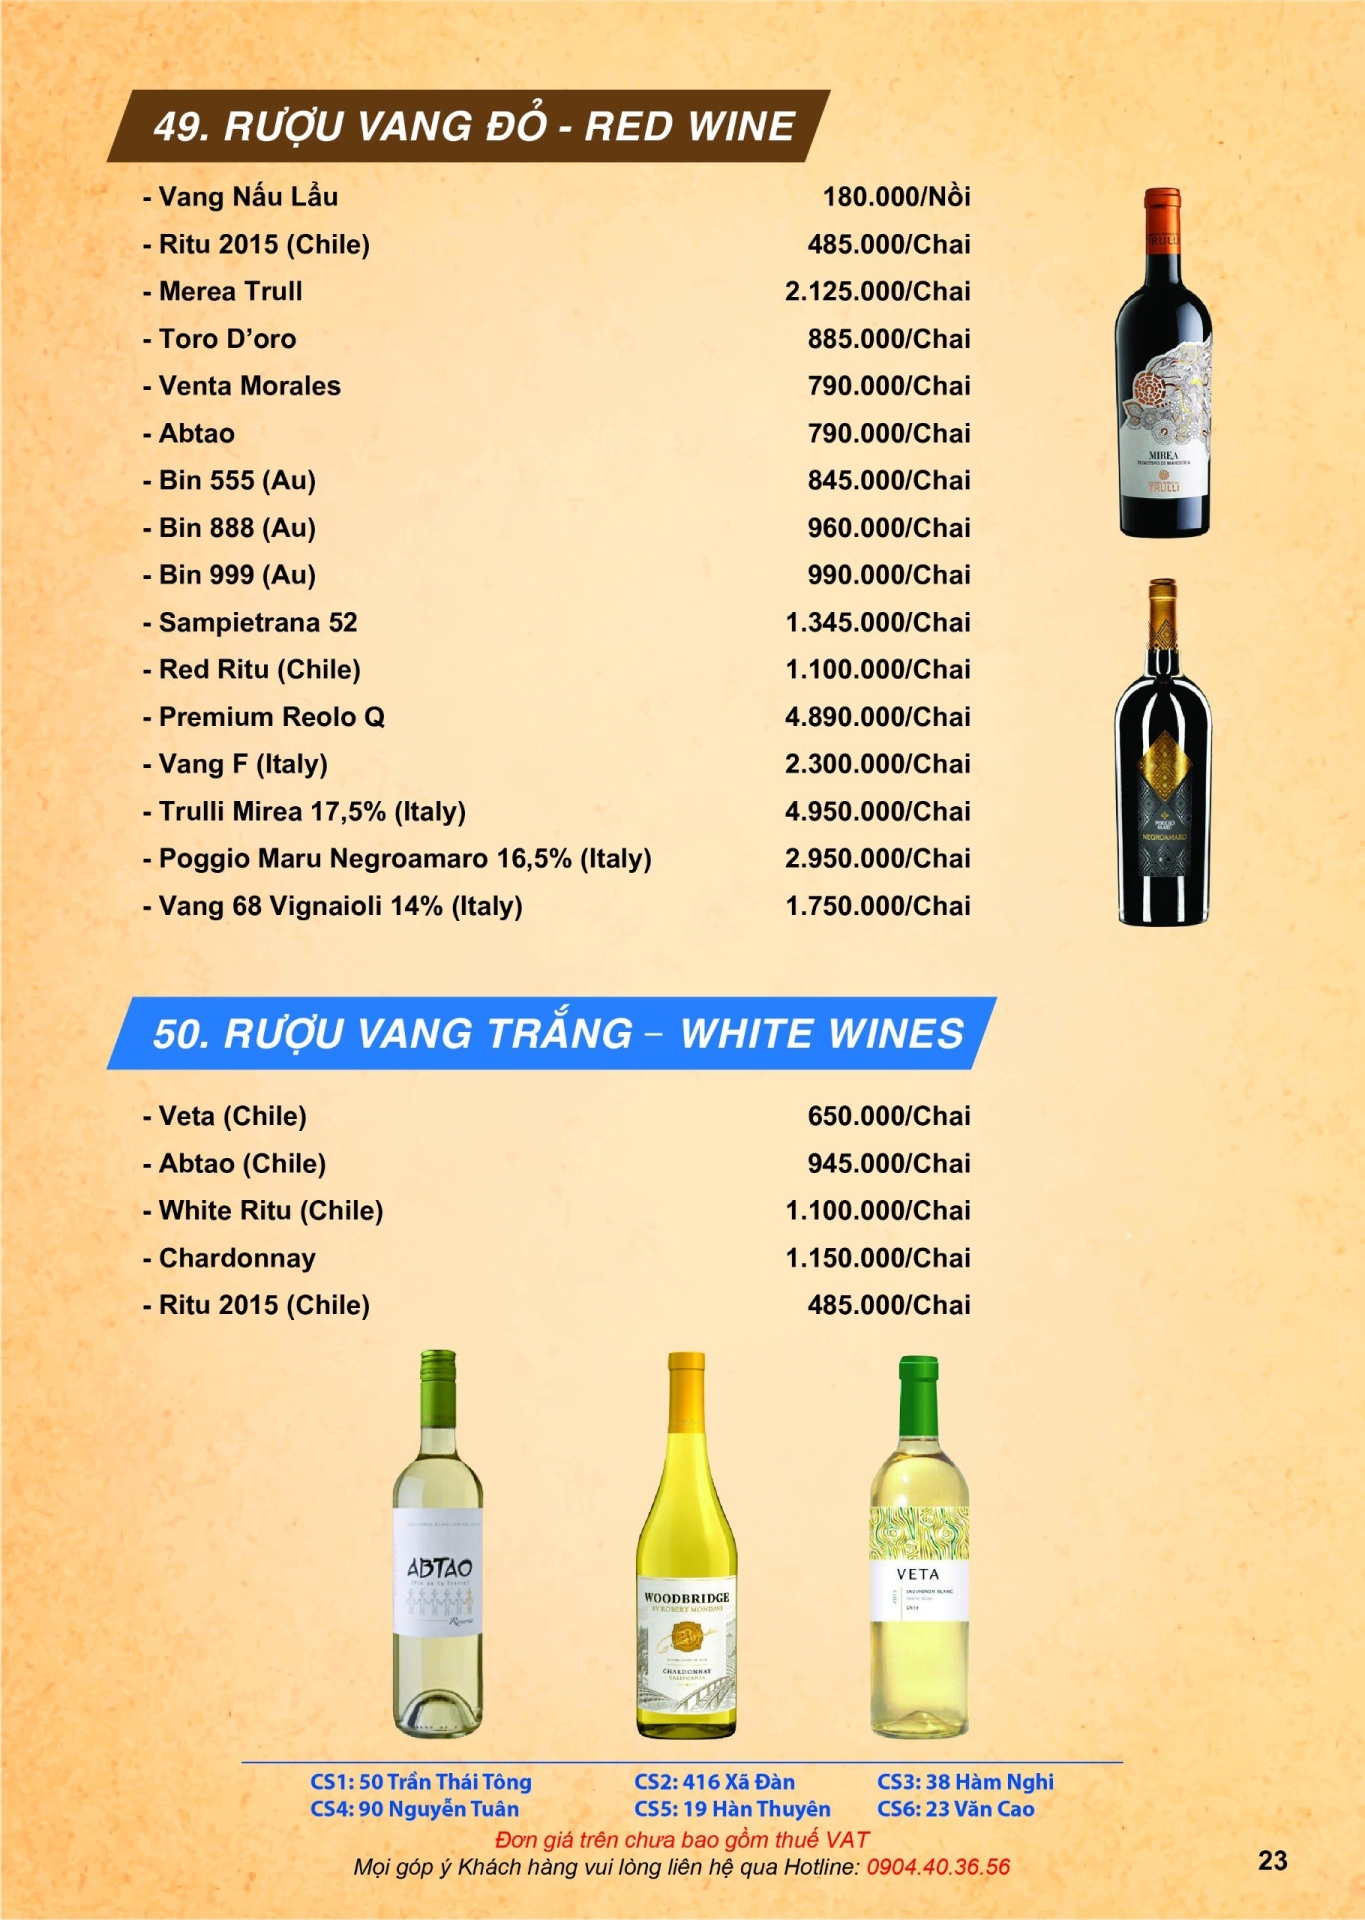 49. RƯỢU VANG ĐỎ - RED WINE
- Vang Nấu Lẩu 180.000/Nồi
- Ritu 2015 (Chile) 485.000/Chai
- Merea Trull 2.125.000/Chai
- Toro D’oro 885.000/Chai
- Venta Morales 790.000/Chai
- Abtao 790.000/Chai
- Bin 555 (Au) 845.000/Chai
- Bin 888 (Au) 960.000/Chai
- Bin 999 (Au) 990.000/Chai
- Sampietrana 52 1.345.000/Chai
- Red Ritu (Chile) 1.100.000/Chai
- Premium Reolo Q 4.890.000/Chai
- Vang F (Italy) 2.300.000/Chai
- Trulli Mirea 17,5% (Italy) 4.950.000/Chai
- Poggio Maru Negroamaro 16,5% (Italy) 2.950.000/Chai
- Vang 68 Vignaioli 14% (Italy) 1.750.000/Chai
TRULLI
MIREA
PRIMITIVO DI MANDURIA
TRULLI
NEGROAMARO
50. RƯỢU VANG TRẮNG – WHITE WINES
- Veta (Chile) 650.000/Chai
- Abtao (Chile) 945.000/Chai
- White Ritu (Chile) 1.100.000/Chai
- Chardonnay 1.150.000/Chai
- Ritu 2015 (Chile) 485.000/Chai
ABTAO
WOODBRIDGE
BY ROBERT MONDAVI
CHARDONNAY
CALIFORNIA
VETA
SAUVIGNON BLANC
Chile
CS1: 50 Trần Thái Tông CS2: 416 Xã Đàn CS3: 38 Hàm Nghi
CS4: 90 Nguyễn Tuân CS5: 19 Hàn Thuyên CS6: 23 Văn Cao
Đơn giá trên chưa bao gồm thuế VAT
Mọi góp ý Khách hàng vui lòng liên hệ qua Hotline: 0904.40.36.56
23